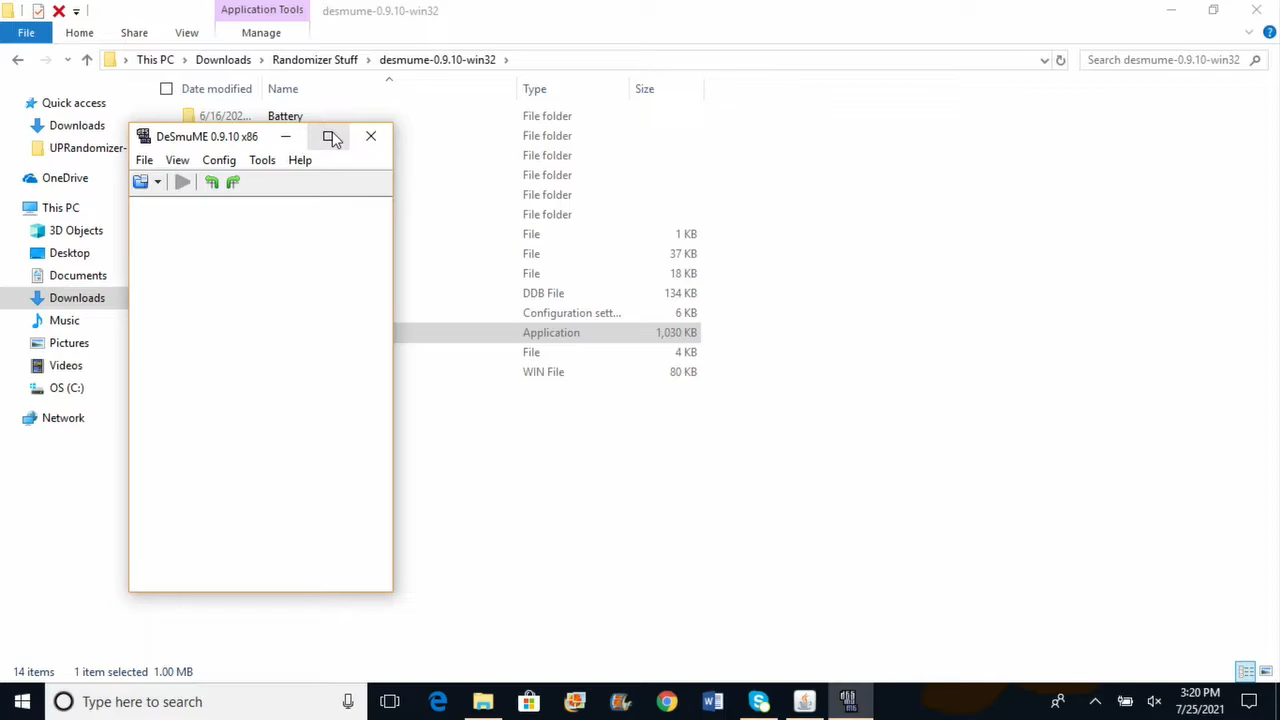 Application Tools
desmume-0.9.10-win32
File
Home
Share
View
Manage
This PC
Downloads
Randomizer Stuff
desmume-0.9.10-win32
Search desmume-0.9.10-win32
Date modified
Name
Type
Size
Quick access
Downloads
UPRandomizer-
OneDrive
This PC
3D Objects
Desktop
Documents
Downloads
Music
Pictures
Videos
OS (C:)
Network
6/16/202...
Battery
File folder
File folder
File folder
File folder
File folder
File folder
File
1 KB
File
37 KB
File
18 KB
DDB File
134 KB
Configuration sett...
6 KB
Application
1,030 KB
File
4 KB
WIN File
80 KB
DeSmuME 0.9.10 x86
File
View
Config
Tools
Help
14 items
1 item selected 1.00 MB
Type here to search
3:20 PM
7/25/2021